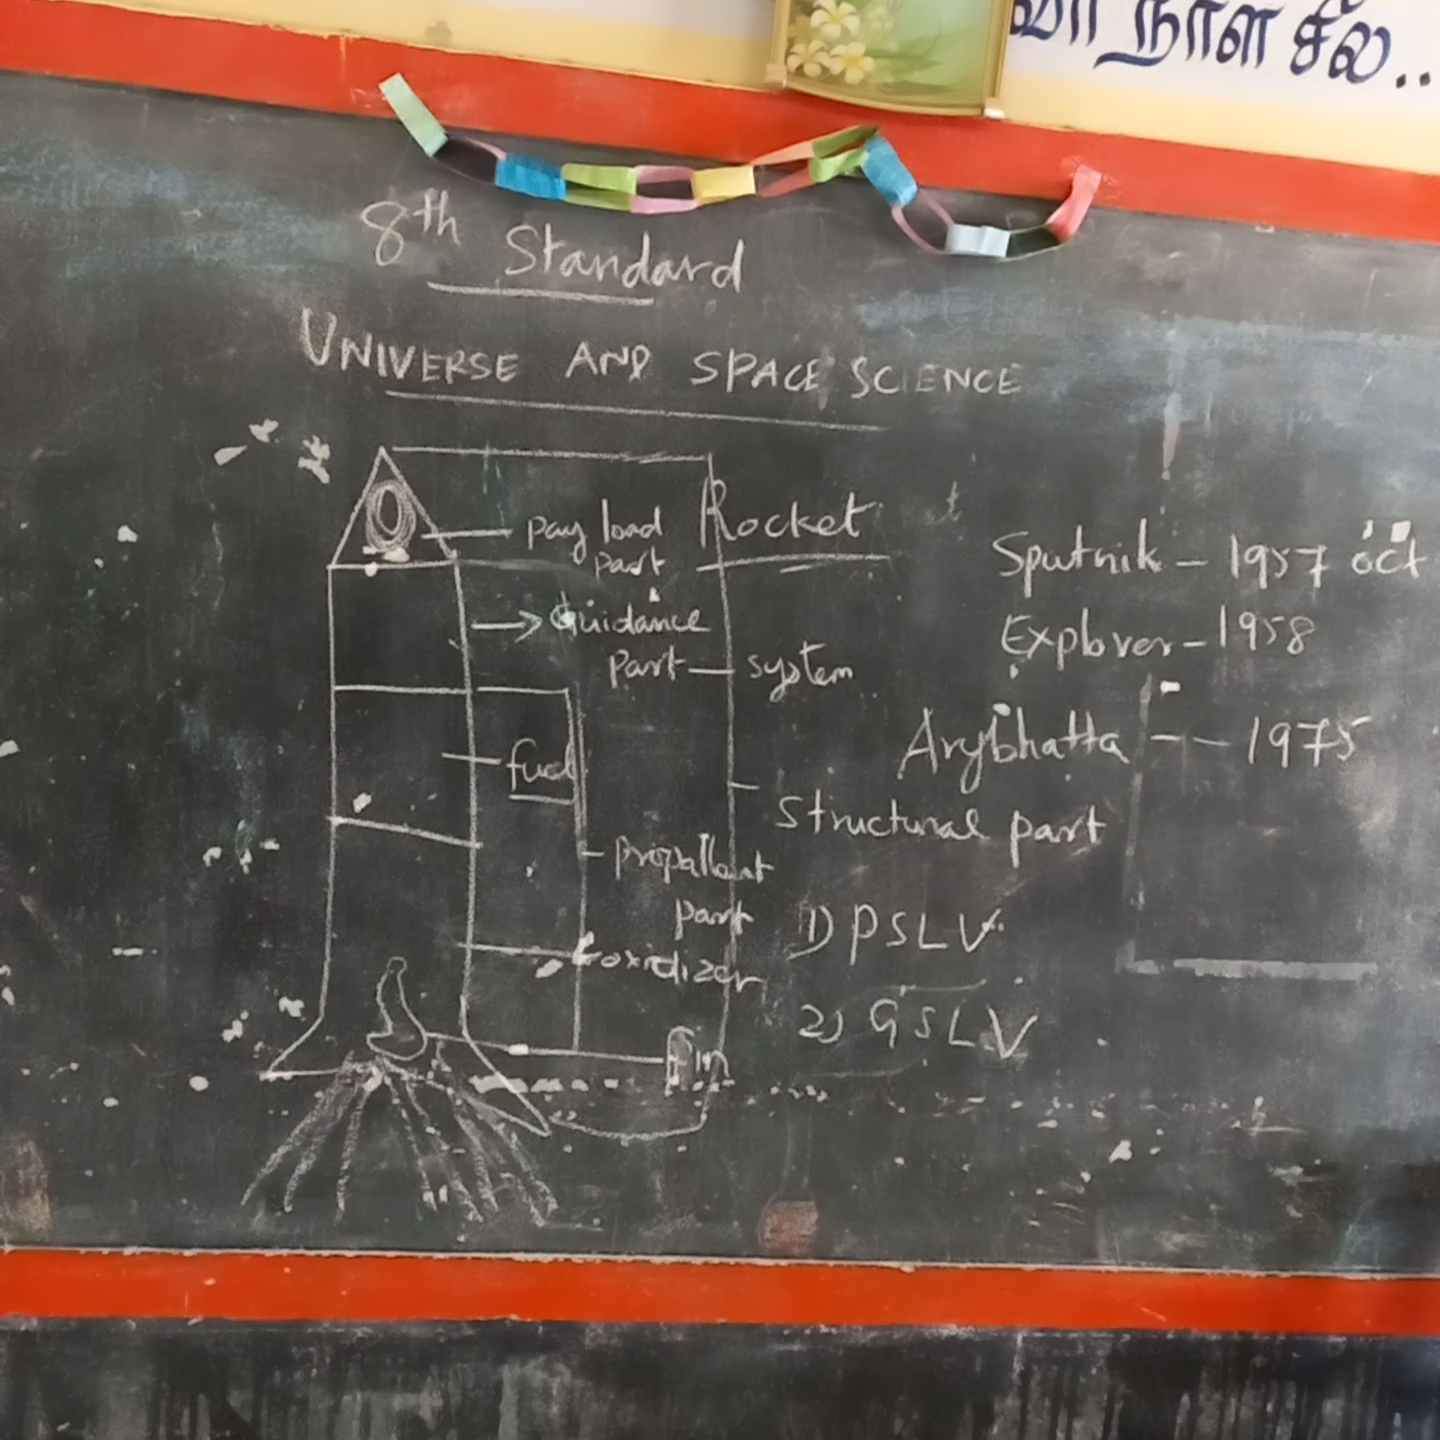 நாள சில..
8th Standard
UNIVERSE AND SPACE SCIENCE
Rocket
pay load
part
Guidance
part system
fuel
propallent
part
oxidizer
fin
Structural part
1) PSLV
2) GSLV
Sputnik - 1957 oct
Explorer - 1958
Arybhatta - - 1975